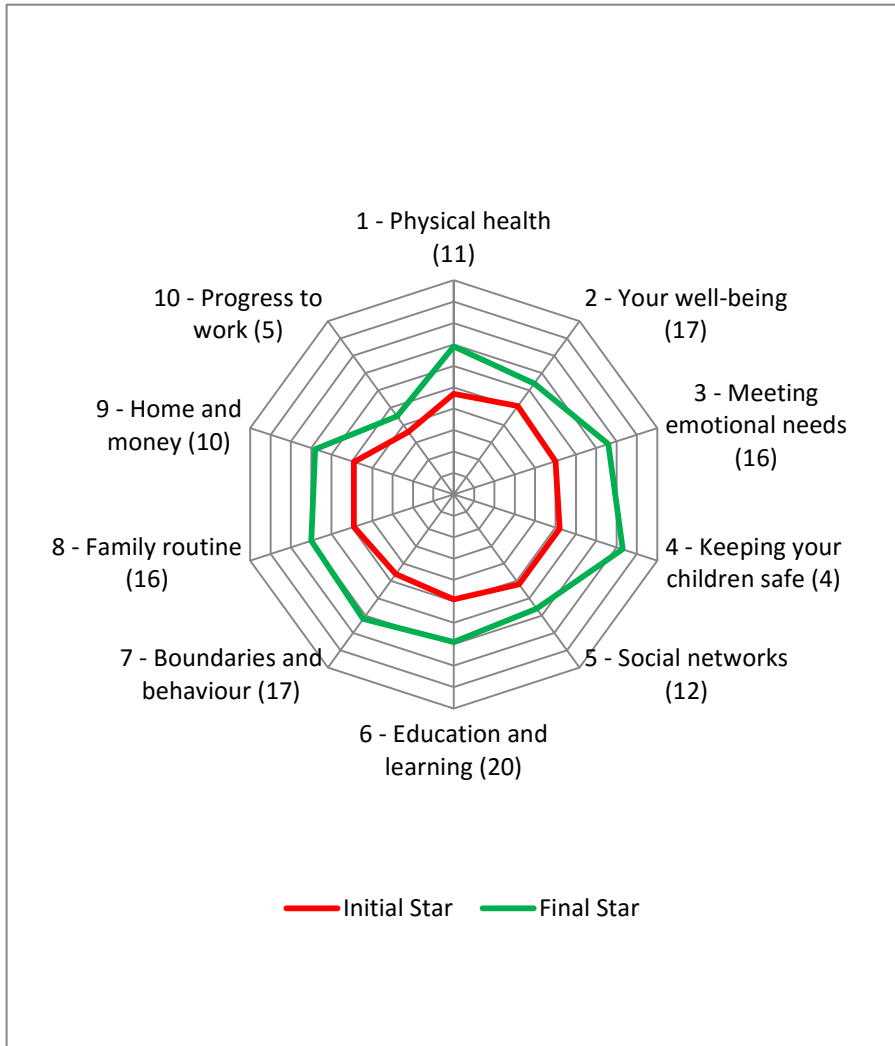 1 - Physical health
(11)
2 - Your well-being
(17)
3 - Meeting
emotional needs
(16)
4 - Keeping your
children safe (4)
5 - Social networks
(12)
6 - Education and
learning (20)
7 - Boundaries and
behaviour (17)
8 - Family routine
(16)
9 - Home and
money (10)
10 - Progress to
work (5)
Initial Star
Final Star